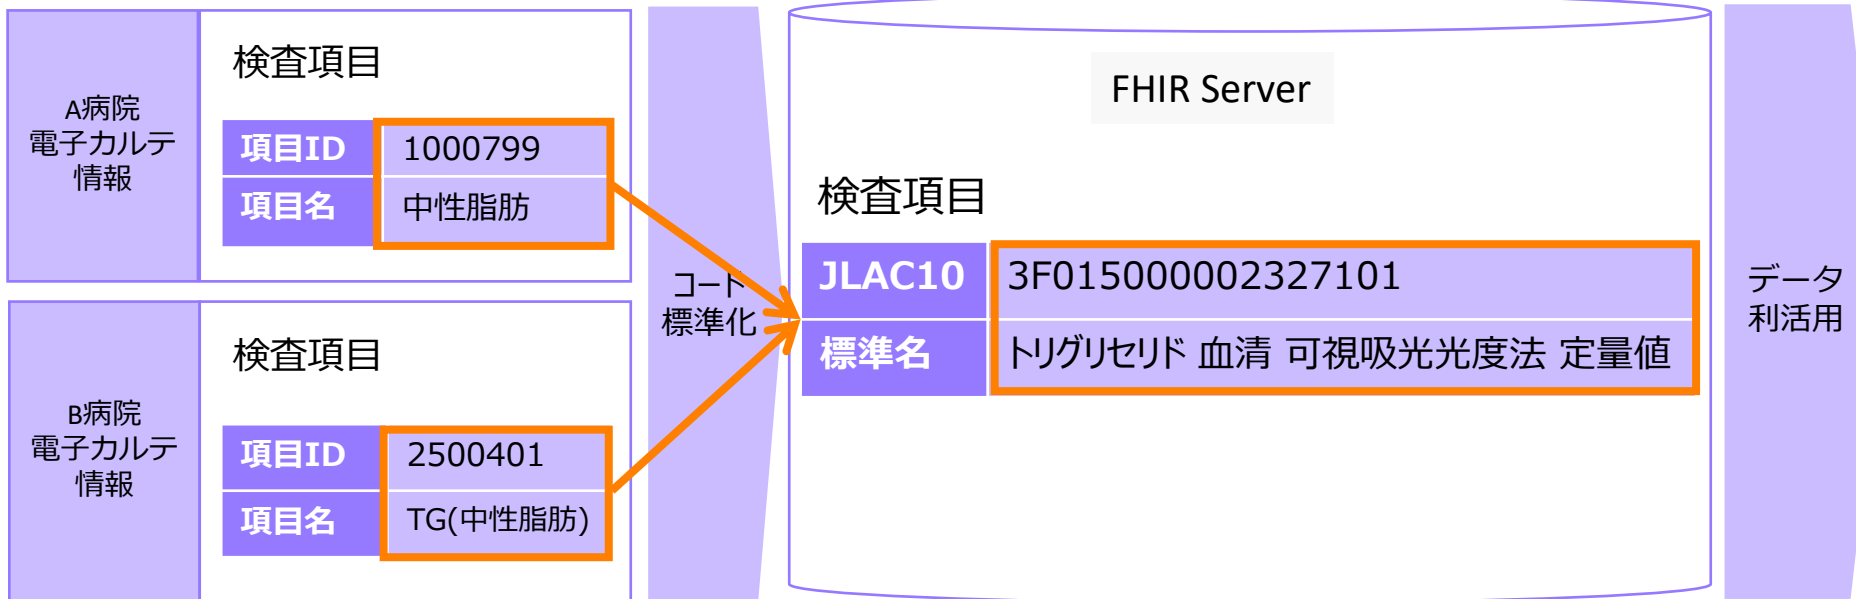 A病院
電子カルテ
情報
検査項目
項目ID 1000799
項目名 中性脂肪
B病院
電子カルテ
情報
検査項目
項目ID 2500401
項目名 TG(中性脂肪)
コード
標準化
FHIR Server
検査項目
JLAC10 3F015000002327101
標準名 トリグリセリド 血清 可視吸光光度法 定量値
データ
利活用